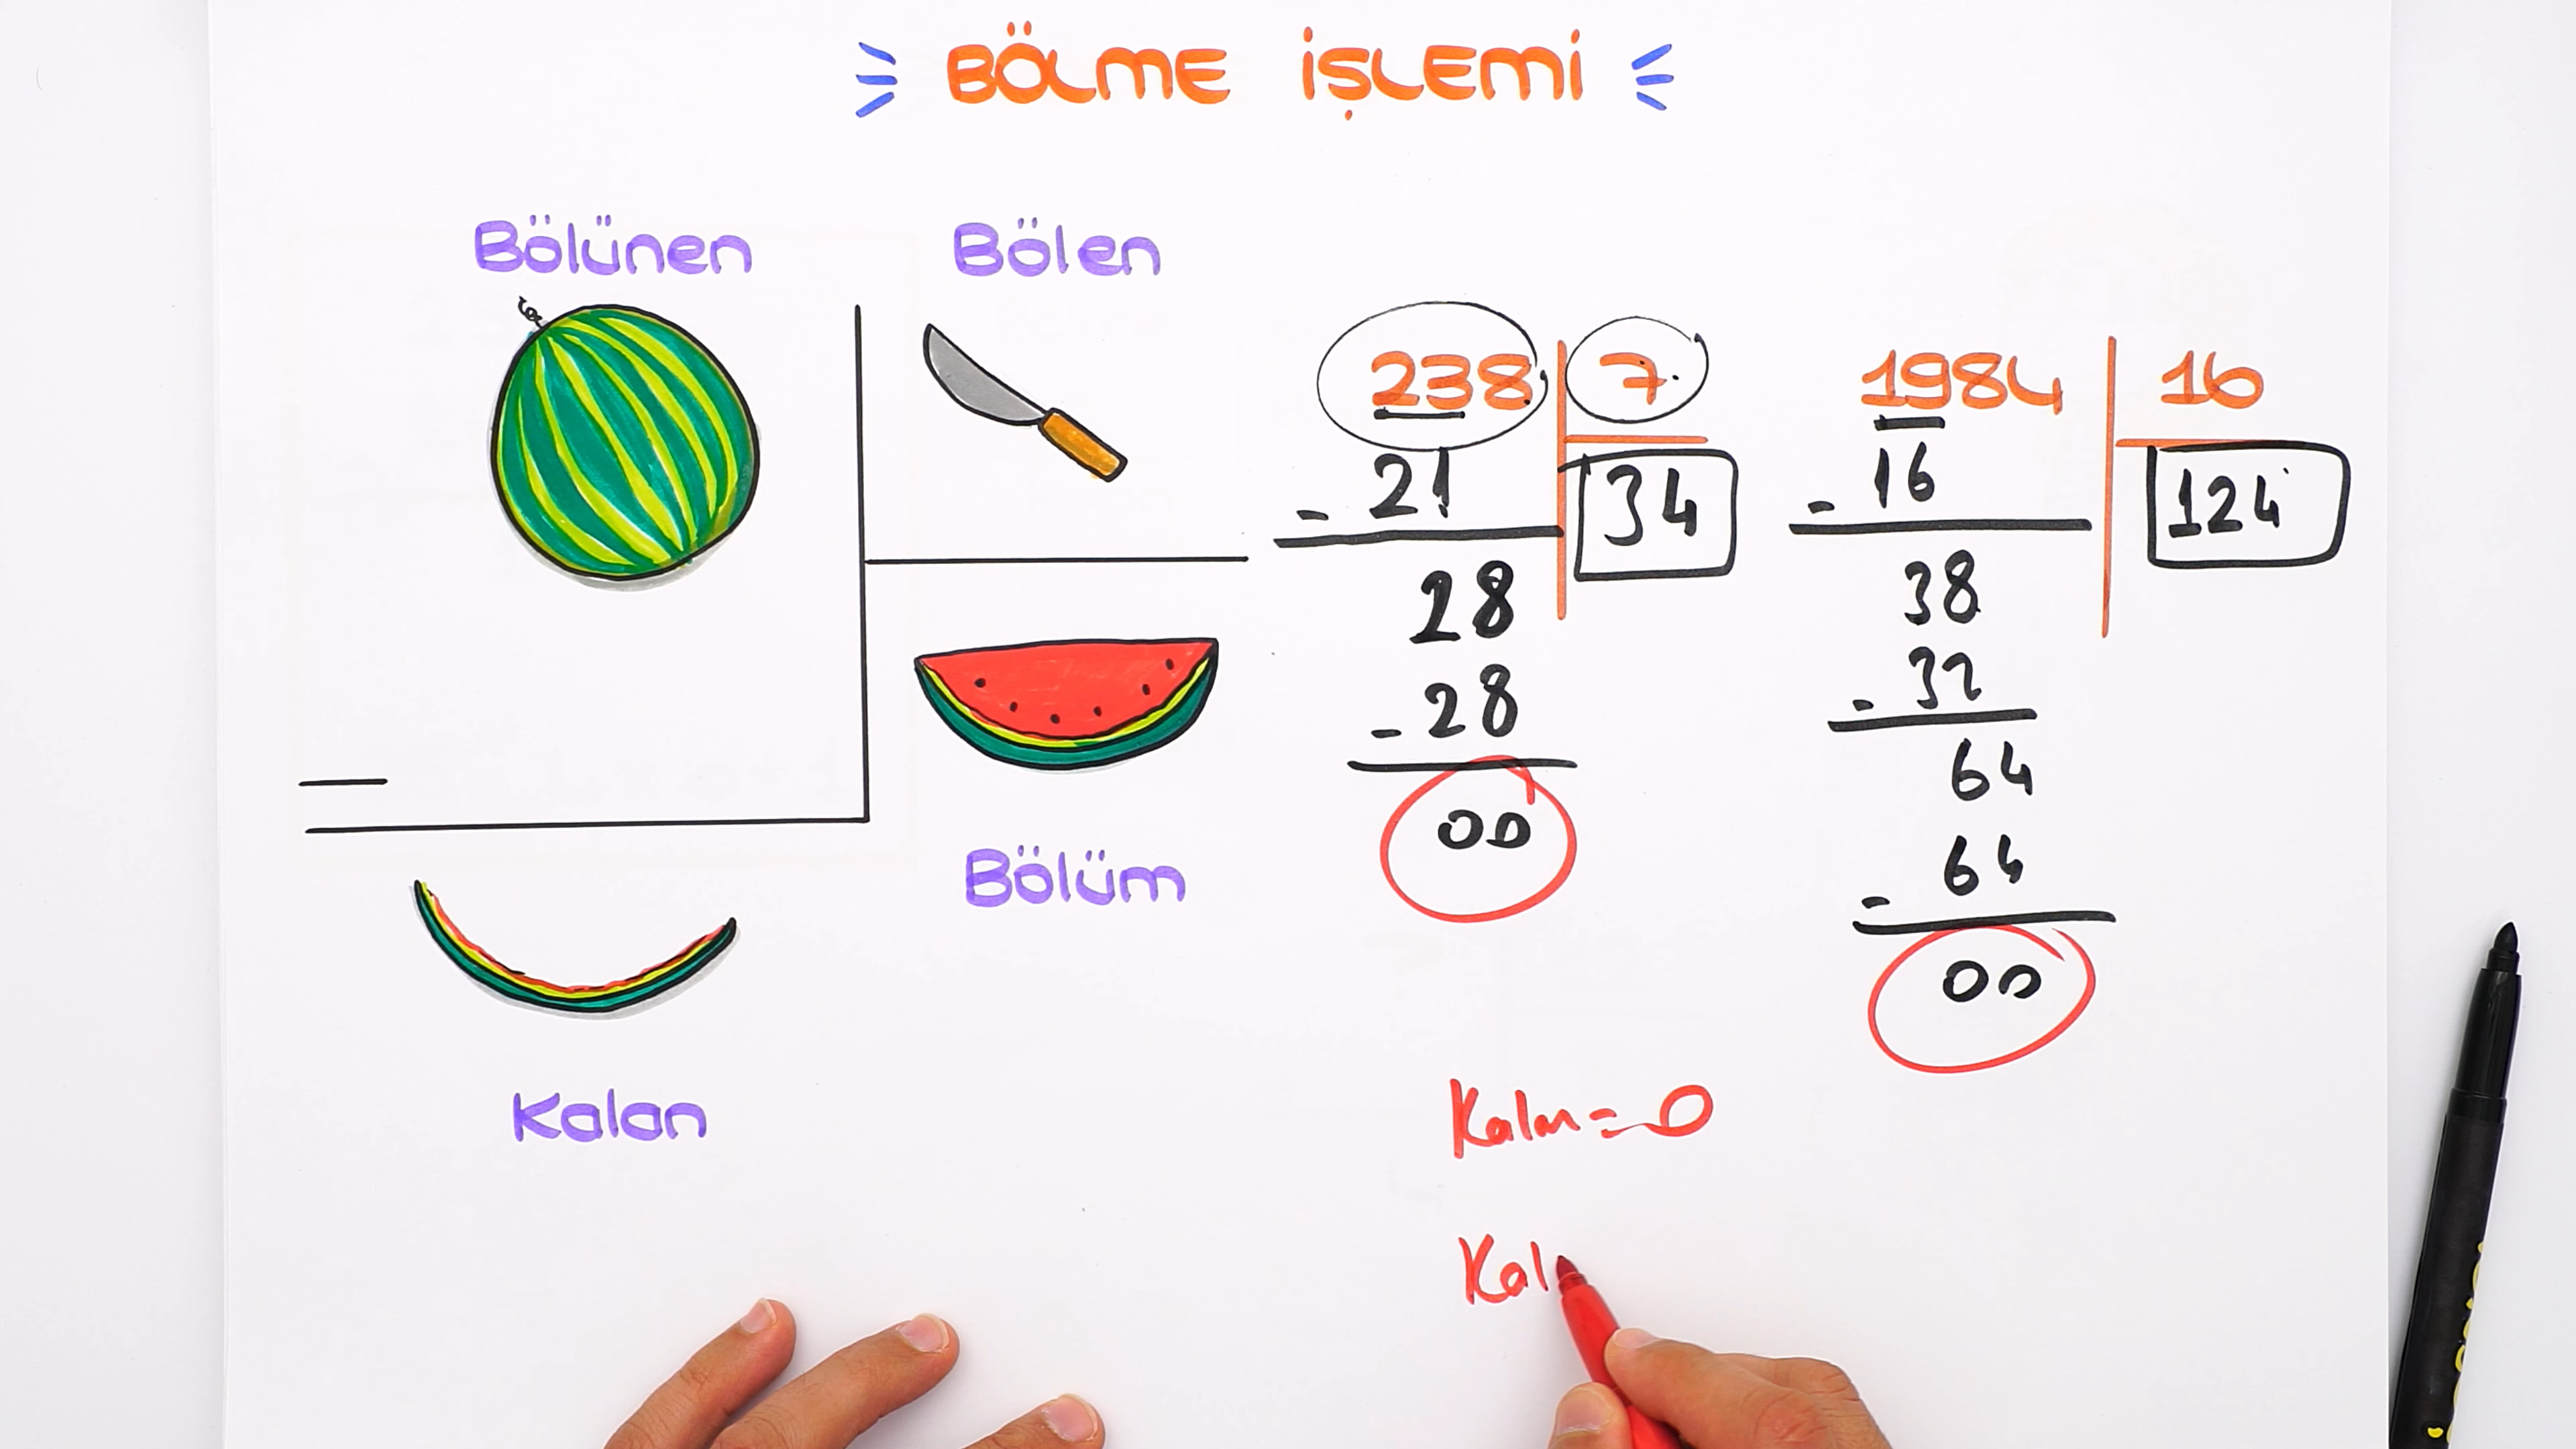 BÖLME İŞLEMİ
Bölünen
Bölen
Bölüm
Kalan
238 7
- 21 34
28
- 28
00
1984 16
- 16 124
38
- 32
64
- 64
00
Kalan = 0
Kal